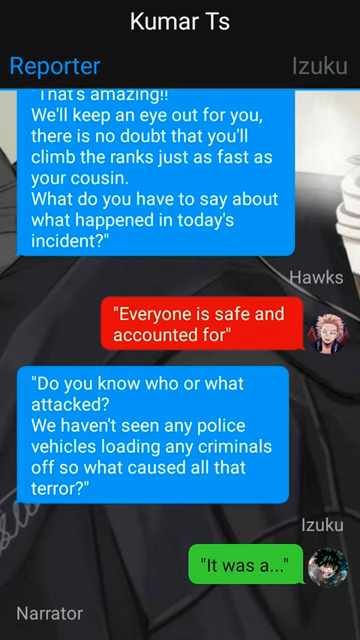 Kumar Ts
Reporter
Izuku
"That's amazing!!
We'll keep an eye out for you,
there is no doubt that you'll
climb the ranks just as fast as
your cousin.
What do you have to say about
what happened in today's
incident?"
Hawks
"Everyone is safe and
accounted for"
"Do you know who or what
attacked?
We haven't seen any police
vehicles loading any criminals
off so what caused all that
terror?"
Izuku
"It was a..."
Narrator